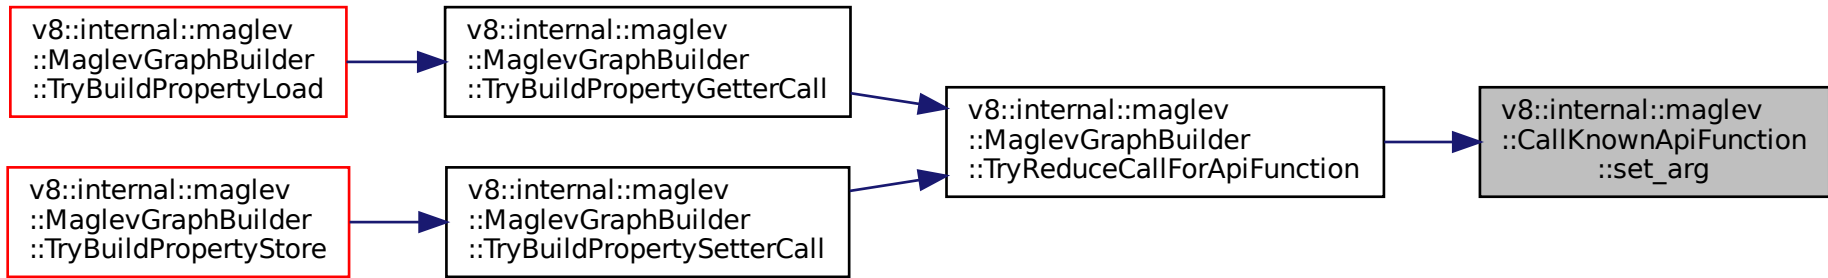 v8::internal::maglev
::MaglevGraphBuilder
::TryBuildPropertyLoad
v8::internal::maglev
::MaglevGraphBuilder
::TryBuildPropertyGetterCall
v8::internal::maglev
::MaglevGraphBuilder
::TryReduceCallForApiFunction
v8::internal::maglev
::CallKnownApiFunction
::set_arg
v8::internal::maglev
::MaglevGraphBuilder
::TryBuildPropertyStore
v8::internal::maglev
::MaglevGraphBuilder
::TryBuildPropertySetterCall